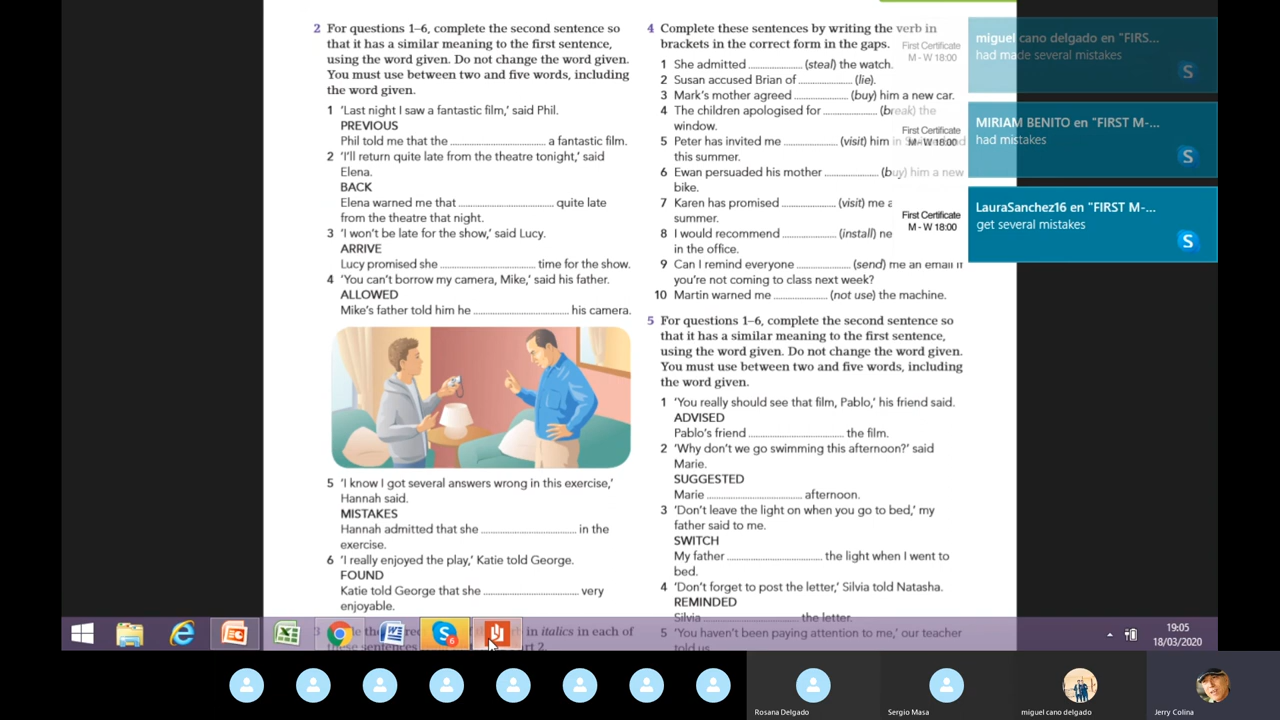 2 For questions 1–6, complete the second sentence so
that it has a similar meaning to the first sentence,
using the word given. Do not change the word given.
You must use between two and five words, including
the word given.
1 ‘Last night I saw a fantastic film,’ said Phil.
PREVIOUS
Phil told me that the .............................. a fantastic film.
2 ‘I’ll return quite late from the theatre tonight,’ said
Elena.
BACK
Elena warned me that .............................. quite late
from the theatre that night.
3 ‘I won’t be late for the show,’ said Lucy.
ARRIVE
Lucy promised she .............................. time for the show.
4 ‘You can’t borrow my camera, Mike,’ said his father.
ALLOWED
Mike’s father told him he .............................. his camera.
5 ‘I know I got several answers wrong in this exercise,’
Hannah said.
MISTAKES
Hannah admitted that she .............................. in the
exercise.
6 ‘I really enjoyed the play,’ Katie told George.
FOUND
Katie told George that she .............................. very
enjoyable.
in italics in each of
these sentences
4 Complete these sentences by writing the verb in
brackets in the correct form in the gaps.
1 She admitted ................. (steal) the watch.
2 Susan accused Brian of ................. (lie).
3 Mark’s mother agreed ................. (buy) him a new car.
4 The children apologised for ................. (break) the
window.
5 Peter has invited me ................. (visit) him in
this summer.
6 Ewan persuaded his mother ................. (buy) him a new
bike.
7 Karen has promised ................. (visit) me
summer.
8 I would recommend ................. (install)
in the office.
9 Can I remind everyone ................. (send) me an email if
you’re not coming to class next week?
10 Martin warned me ................. (not use) the machine.
5 For questions 1–6, complete the second sentence so
that it has a similar meaning to the first sentence,
using the word given. Do not change the word given.
You must use between two and five words, including
the word given.
1 ‘You really should see that film, Pablo,’ his friend said.
ADVISED
Pablo’s friend .............................. the film.
2 ‘Why don’t we go swimming this afternoon?’ said
Marie.
SUGGESTED
Marie .............................. afternoon.
3 ‘Don’t leave the light on when you go to bed,’ my
father said to me.
SWITCH
My father .............................. the light when I went to
bed.
4 ‘Don’t forget to post the letter,’ Silvia told Natasha.
REMINDED
Silvia .............................. the letter.
5 ‘You haven’t been paying attention to me,’ our teacher
told us.
First Certificate
M - W 18:00
miguel cano delgado en "FIRS...
had made several mistakes
First Certificate
M - W 18:00
MIRIAM BENITO en "FIRST M-...
had mistakes
First Certificate
M - W 18:00
LauraSanchez16 en "FIRST M-...
get several mistakes
6
19:05
18/03/2020
Rosana Delgado
Sergio Masa
miguel cano delgado
Jerry Colina